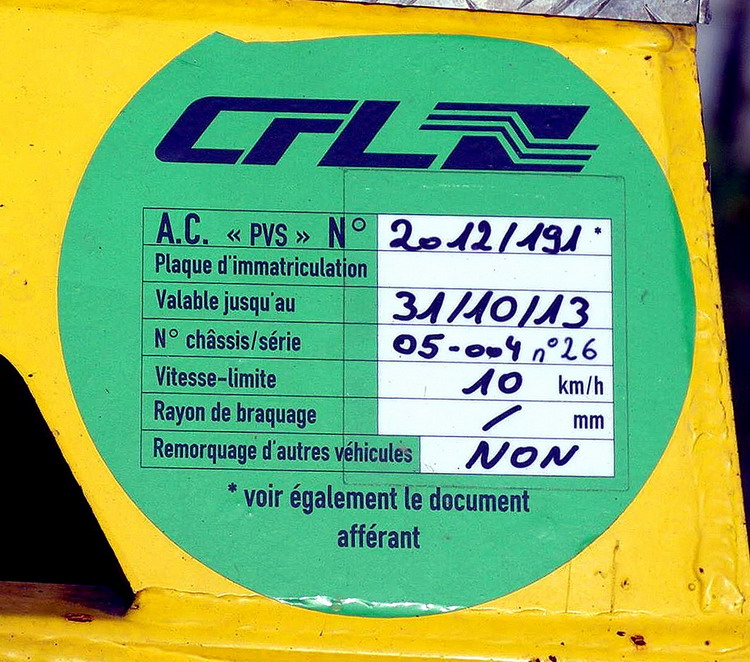 CFL
A.C. « PVS » N° 2012/191 *
Plaque d'immatriculation
Valable jusqu'au 31/10/13
N° châssis/série 05-004 n°26
Vitesse-limite 10 km/h
Rayon de braquage / mm
Remorquage d'autres véhicules NON
* voir également le document
afférant